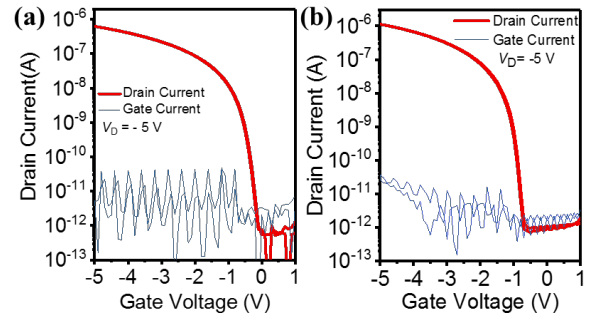 (a)
10⁻⁶
10⁻⁷
10⁻⁸
10⁻⁹
10⁻¹⁰
10⁻¹¹
10⁻¹²
10⁻¹³
Drain Current(A)
Drain Current
Gate Current
V_D = - 5 V
-5 -4 -3 -2 -1 0 1
Gate Voltage (V)
(b)
10⁻⁶
10⁻⁷
10⁻⁸
10⁻⁹
10⁻¹⁰
10⁻¹¹
10⁻¹²
10⁻¹³
Drain Current (A)
Drain Current
Gate Current
V_D= -5 V
-5 -4 -3 -2 -1 0 1
Gate Voltage (V)